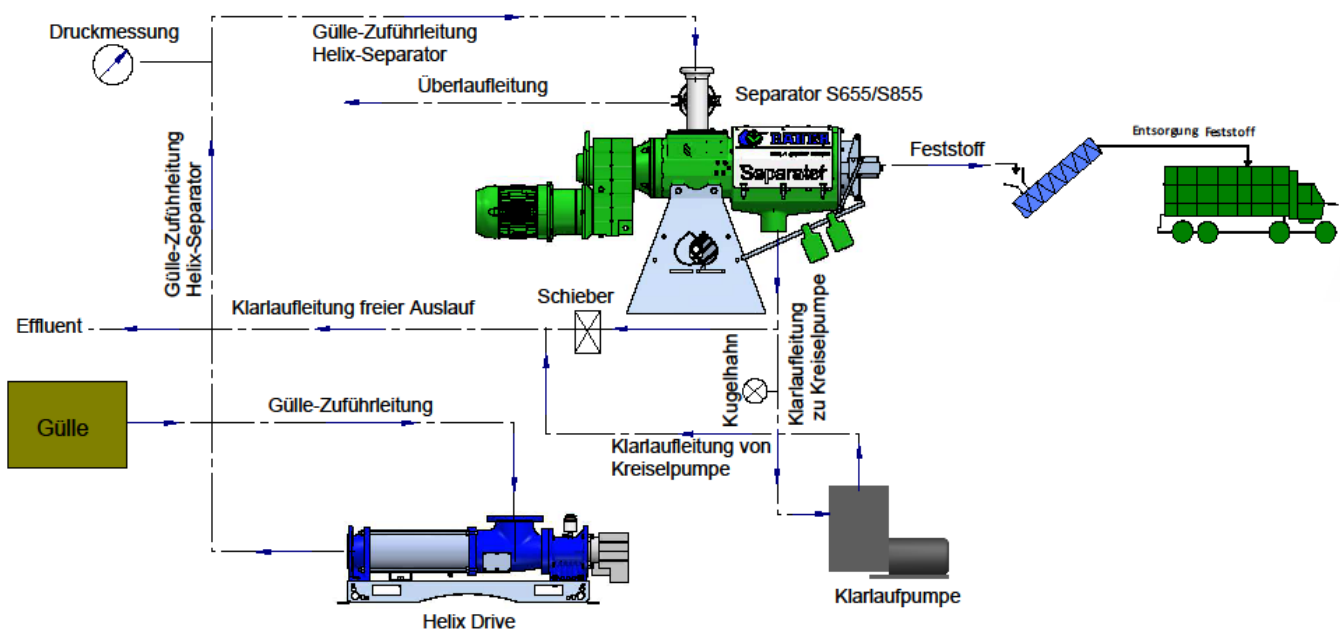 Druckmessung
Gülle-Zuführleitung
Helix-Separator
Überlaufleitung
Separator S655/S855
BAUER
Separator
Feststoff
Entsorgung Feststoff
Gülle-Zuführleitung
Helix-Separator
Klarlaufleitung freier Auslauf
Schieber
Effluent
Kugelhahn
Klarlaufleitung
zu Kreiselpumpe
Gülle
Gülle-Zuführleitung
Klarlaufleitung von
Kreiselpumpe
Helix Drive
Klarlaufpumpe